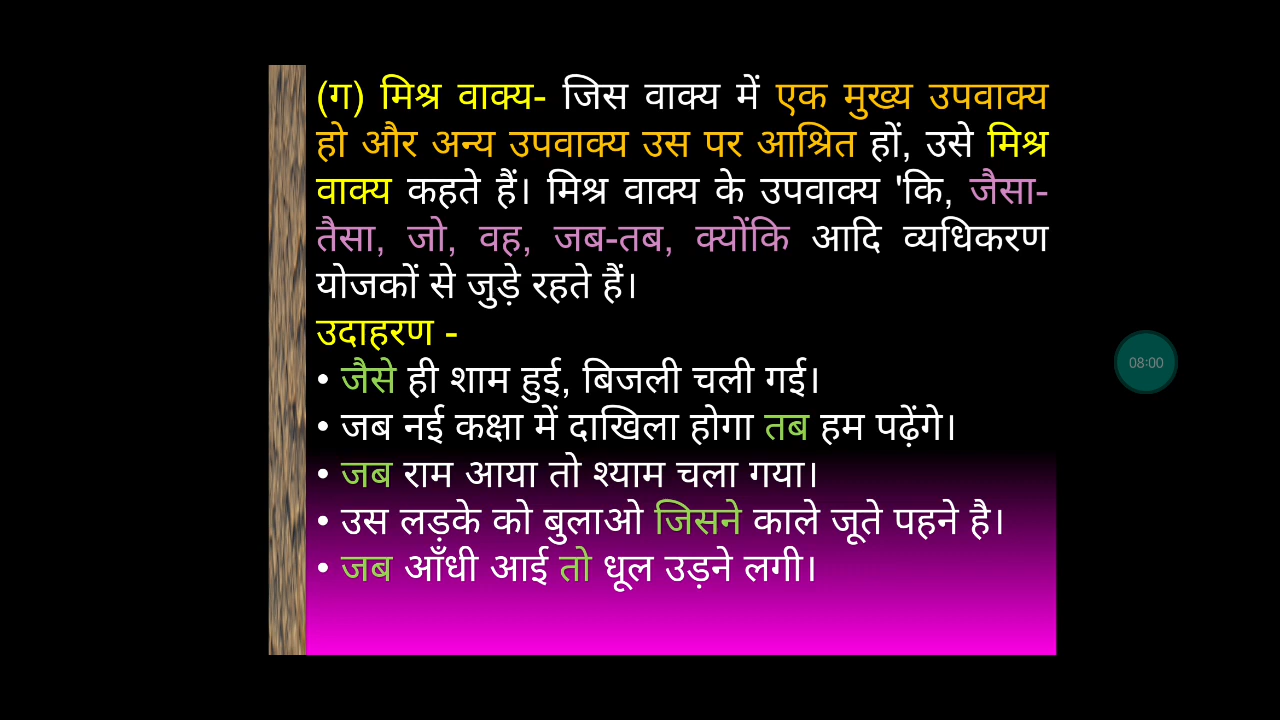 (ग) मिश्र वाक्य- जिस वाक्य में एक मुख्य उपवाक्य
हो और अन्य उपवाक्य उस पर आश्रित हों, उसे मिश्र
वाक्य कहते हैं। मिश्र वाक्य के उपवाक्य 'कि, जैसा-
तैसा, जो, वह, जब-तब, क्योंकि आदि व्यधिकरण
योजकों से जुड़े रहते हैं।
उदाहरण -
• जैसे ही शाम हुई, बिजली चली गई।
• जब नई कक्षा में दाखिला होगा तब हम पढ़ेंगे।
• जब राम आया तो श्याम चला गया।
• उस लड़के को बुलाओ जिसने काले जूते पहने है।
• जब आँधी आई तो धूल उड़ने लगी।
08:00